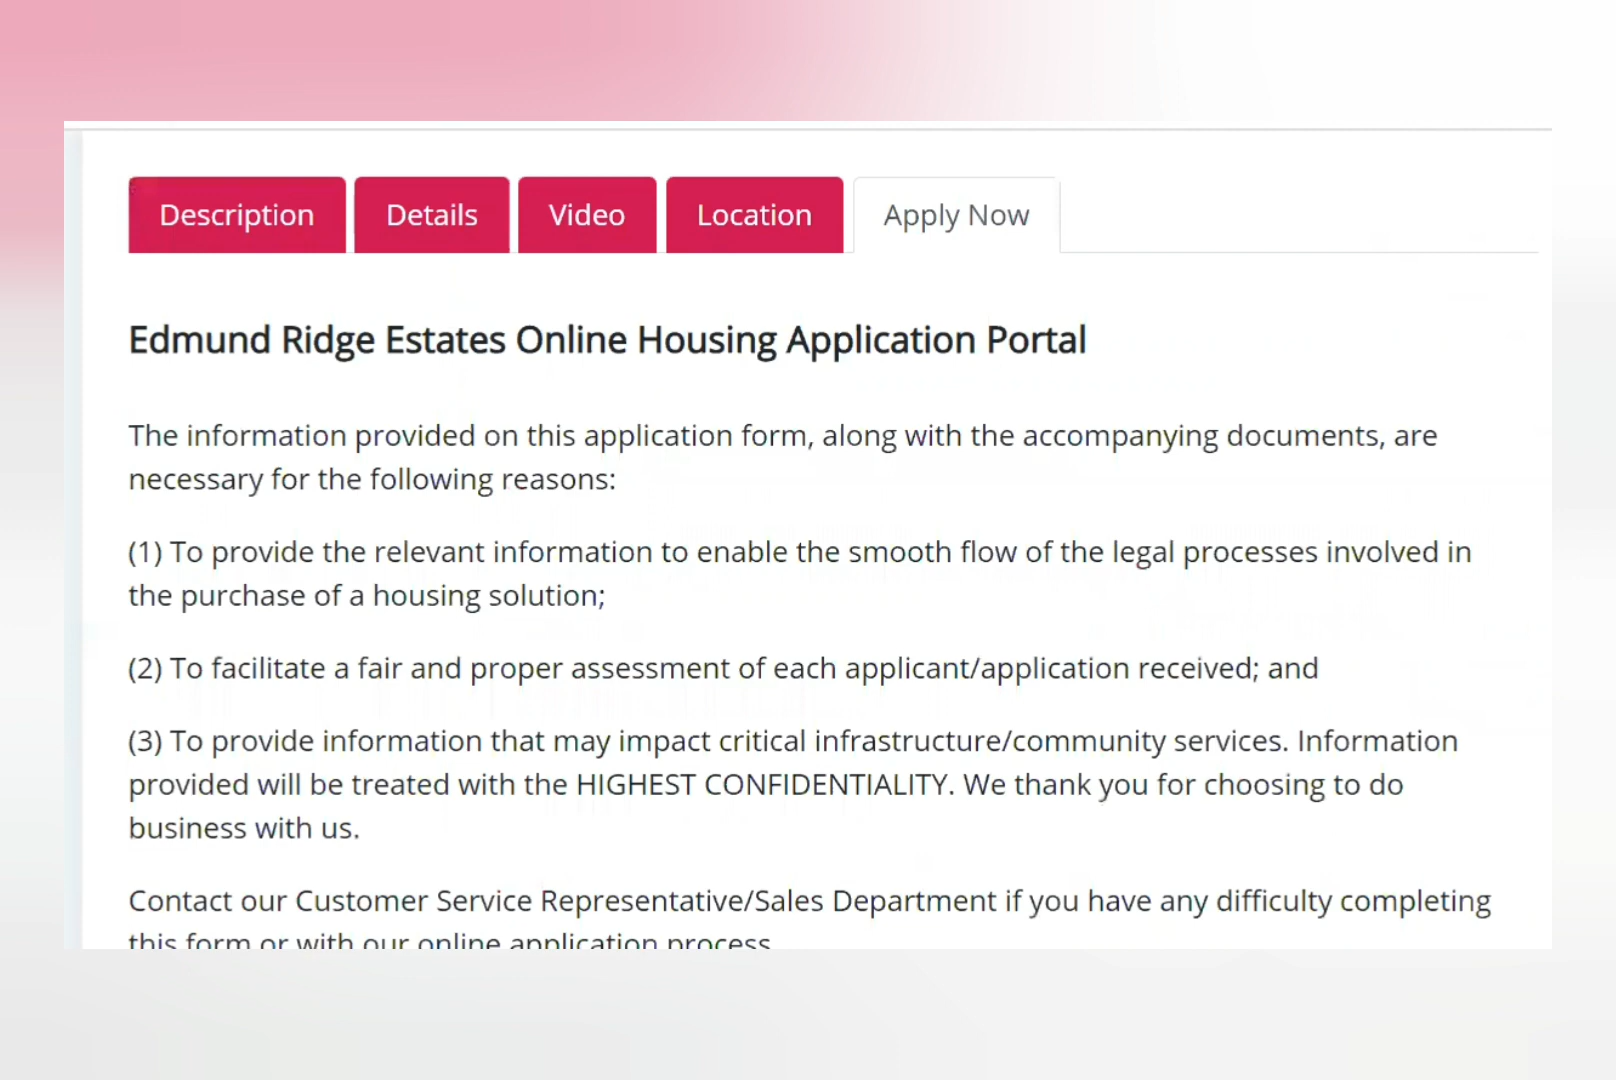 Description Details Video Location Apply Now
Edmund Ridge Estates Online Housing Application Portal
The information provided on this application form, along with the accompanying documents, are
necessary for the following reasons:
(1) To provide the relevant information to enable the smooth flow of the legal processes involved in
the purchase of a housing solution;
(2) To facilitate a fair and proper assessment of each applicant/application received; and
(3) To provide information that may impact critical infrastructure/community services. Information
provided will be treated with the HIGHEST CONFIDENTIALITY. We thank you for choosing to do
business with us.
Contact our Customer Service Representative/Sales Department if you have any difficulty completing
this form or with our online application process